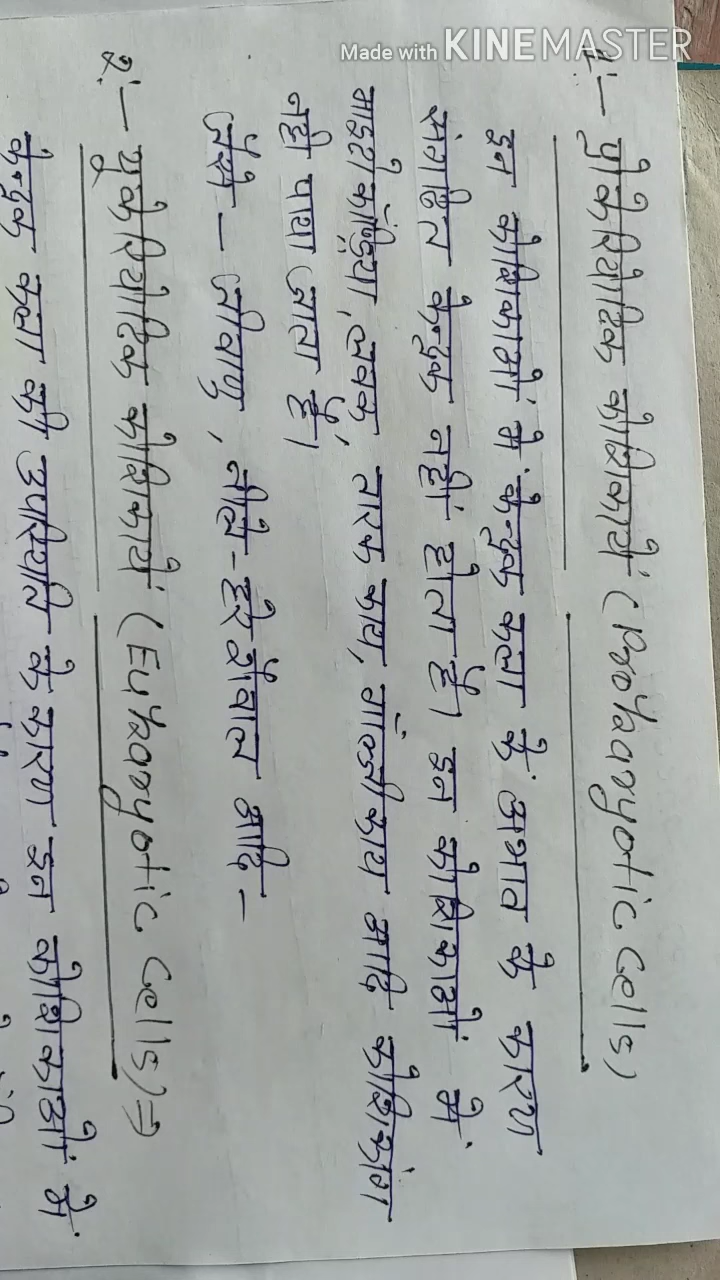 Made with KINEMASTER
1:— प्रोकेरियोटिक कोशिकायें (Prokaryotic Cells)
इन कोशिकाओं में केन्द्रक कला के अभाव के कारण
संगठित केन्द्रक नहीं होता है। इन कोशिकाओं में
माइटोकॉण्ड्रिया, लवक, तारक काय, गॉल्जीकाय आदि कोशिकांग
नहीं पाया जाता है।
जैसे — जीवाणु, नीले-हरे शैवाल आदि —
2:— यूकेरियोटिक कोशिकायें (Eukaryotic Cells) ⇒
केन्द्रक कला की उपस्थिति के कारण इन कोशिकाओं में